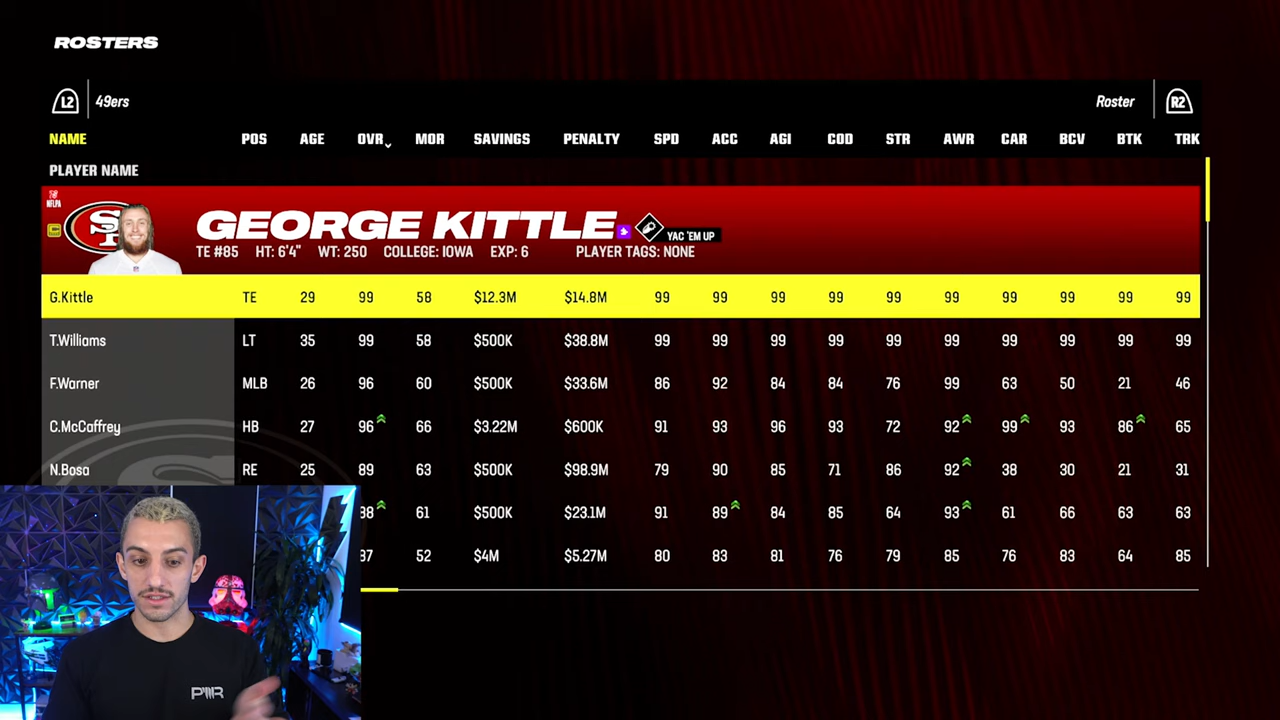 ROSTERS
L2 49ers Roster R2
NAME POS AGE OVR MOR SAVINGS PENALTY SPD ACC AGI COD STR AWR CAR BCV BTK TRK
PLAYER NAME
NFLPA
SF
C
GEORGE KITTLE YAC 'EM UP
TE #85 HT: 6'4" WT: 250 COLLEGE: IOWA EXP: 6 PLAYER TAGS: NONE
G.Kittle TE 29 99 58 $12.3M $14.8M 99 99 99 99 99 99 99 99 99 99
T.Williams LT 35 99 58 $500K $38.8M 99 99 99 99 99 99 99 99 99 99
F.Warner MLB 26 96 60 $500K $33.6M 86 92 84 84 76 99 63 50 21 46
C.McCaffrey HB 27 96 66 $3.22M $600K 91 93 96 93 72 92 99 93 86 65
N.Bosa RE 25 89 63 $500K $98.9M 79 90 85 71 86 92 38 30 21 31
61 $500K $23.1M 91 89 84 85 64 93 61 66 63 63
52 $4M $5.27M 80 83 81 76 79 85 76 83 64 85
PWR